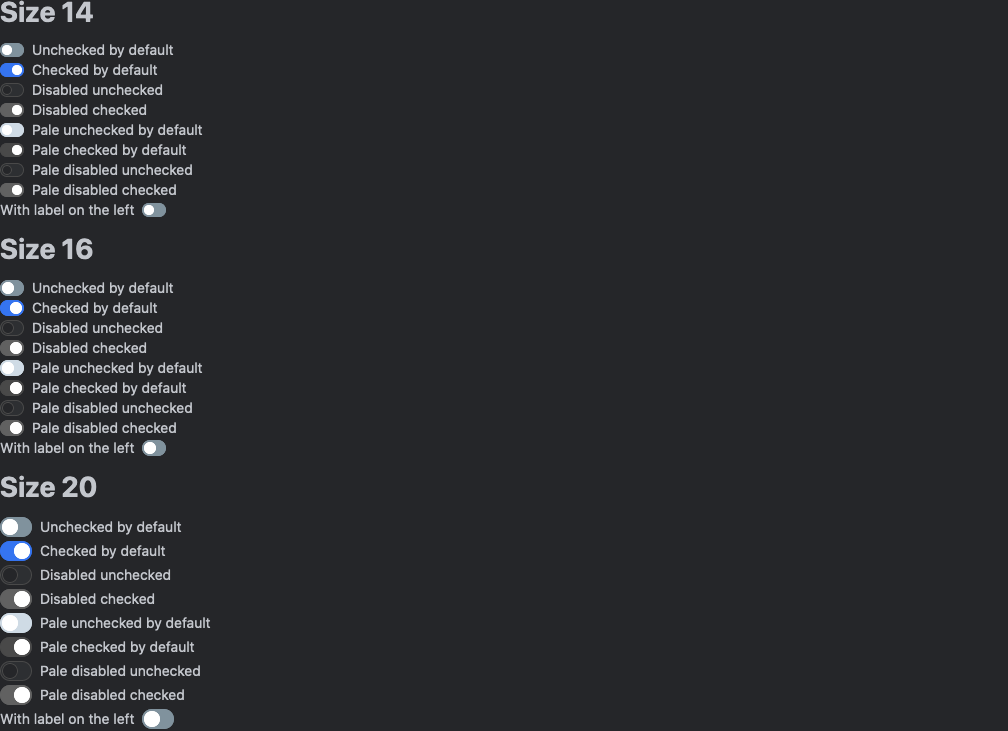 Size 14
Unchecked by default
Checked by default
Disabled unchecked
Disabled checked
Pale unchecked by default
Pale checked by default
Pale disabled unchecked
Pale disabled checked
With label on the left
Size 16
Unchecked by default
Checked by default
Disabled unchecked
Disabled checked
Pale unchecked by default
Pale checked by default
Pale disabled unchecked
Pale disabled checked
With label on the left
Size 20
Unchecked by default
Checked by default
Disabled unchecked
Disabled checked
Pale unchecked by default
Pale checked by default
Pale disabled unchecked
Pale disabled checked
With label on the left